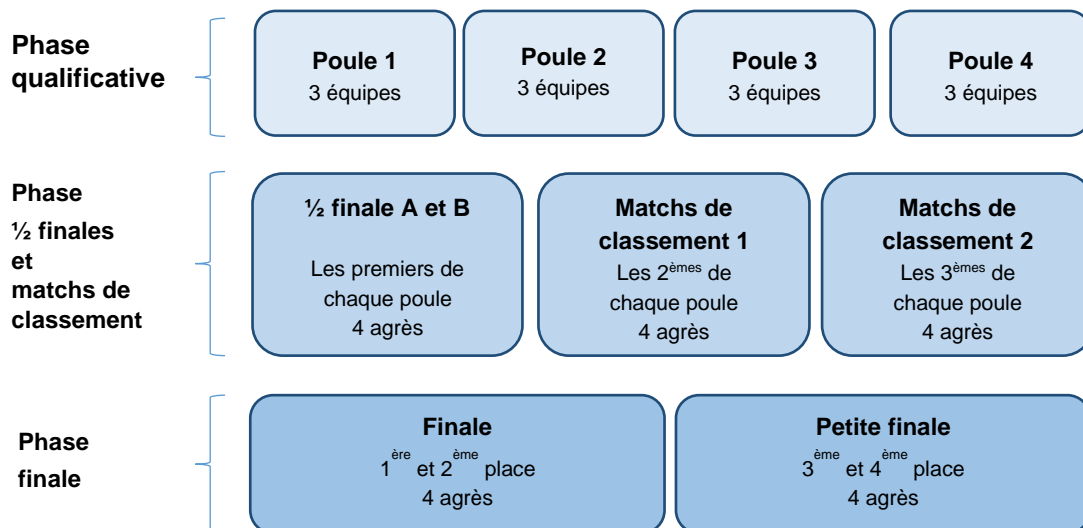 Phase
qualificative
Poule 1
3 équipes
Poule 2
3 équipes
Poule 3
3 équipes
Poule 4
3 équipes
Phase
½ finales
et
matchs de
classement
½ finale A et B
Les premiers de
chaque poule
4 agrès
Matchs de
classement 1
Les 2èmes de
chaque poule
4 agrès
Matchs de
classement 2
Les 3èmes de
chaque poule
4 agrès
Phase
finale
Finale
1ère et 2ème place
4 agrès
Petite finale
3ème et 4ème place
4 agrès